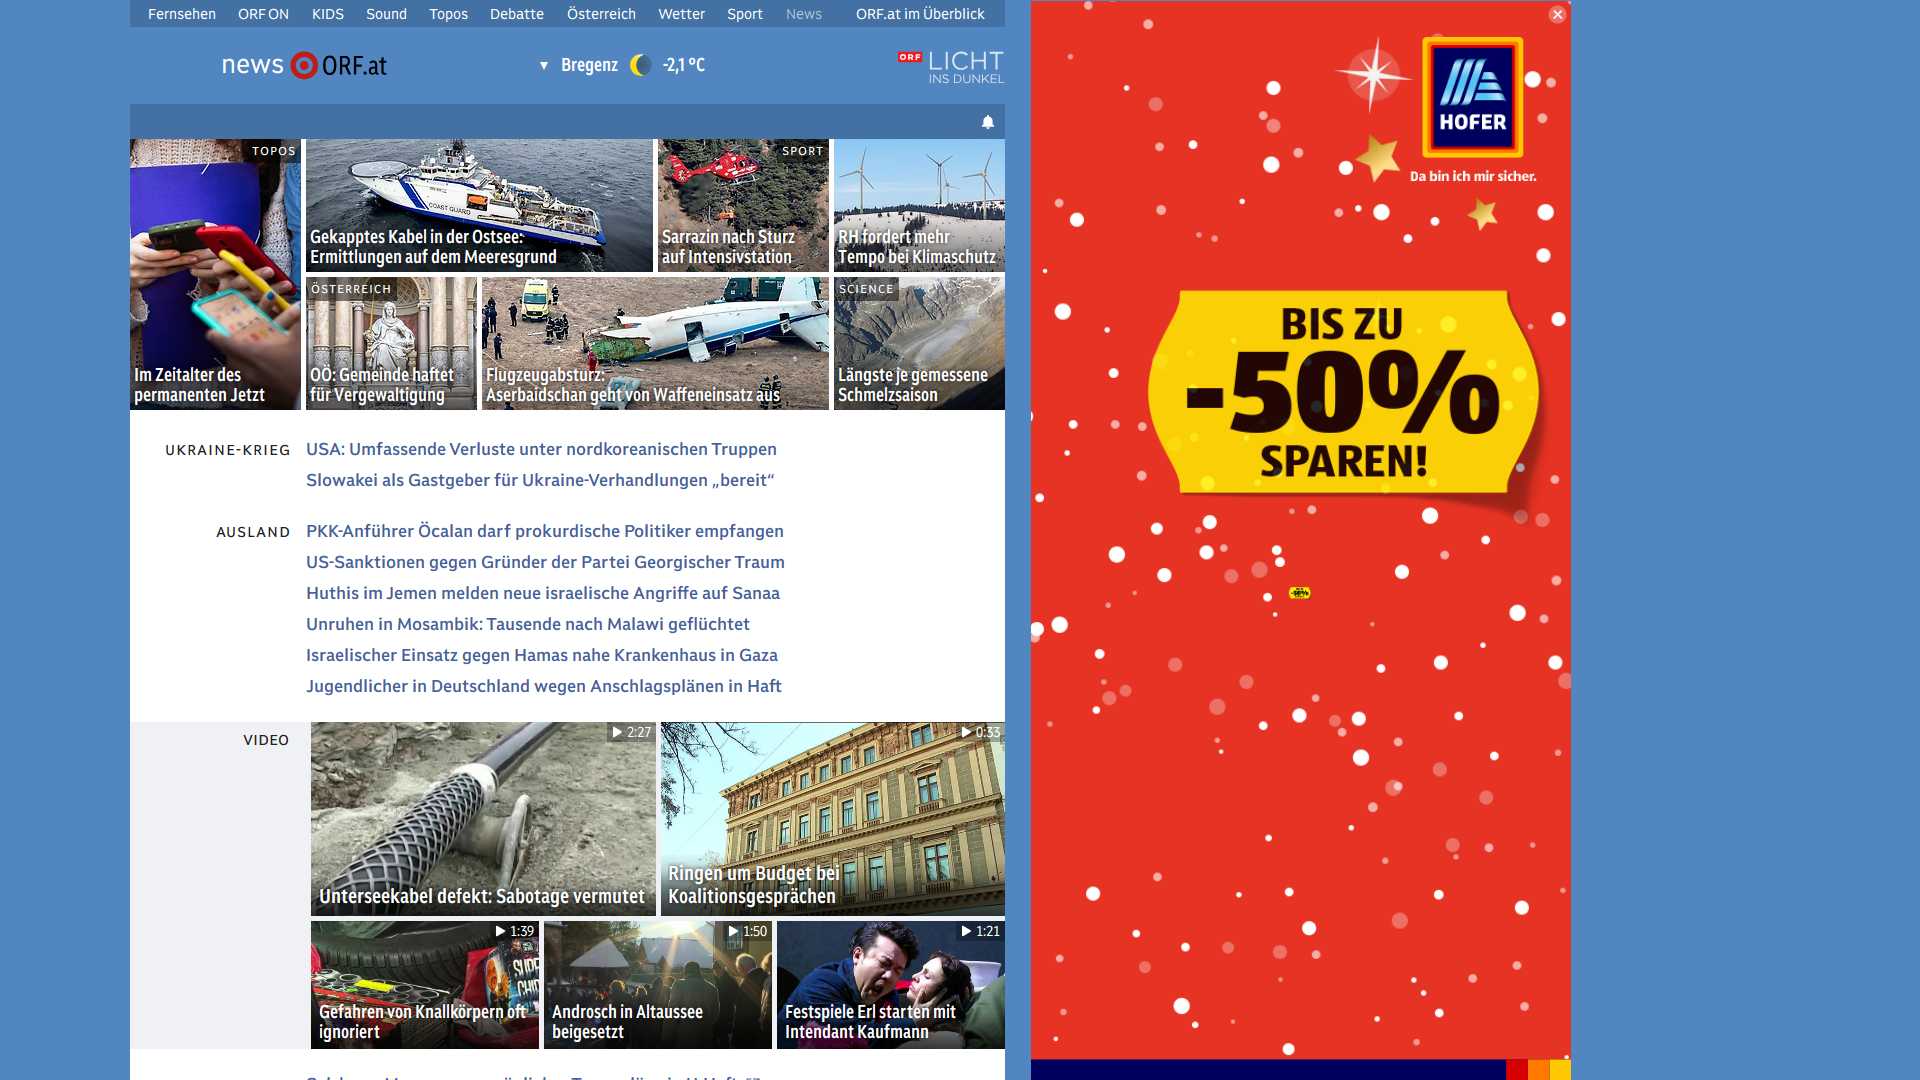 Fernsehen ORF ON KIDS Sound Topos Debatte Österreich Wetter Sport News ORF.at im Überblick
news ORF.at
▼ Bregenz -2,1 °C
ORF LICHT
INS DUNKEL
TOPOS
Im Zeitalter des
permanenten Jetzt
COAST GUARD
Gekapptes Kabel in der Ostsee:
Ermittlungen auf dem Meeresgrund
SPORT
Sarrazin nach Sturz
auf Intensivstation
RH fordert mehr
Tempo bei Klimaschutz
ÖSTERREICH
OÖ: Gemeinde haftet
für Vergewaltigung
Flugzeugabsturz:
Aserbaidschan geht von Waffeneinsatz aus
SCIENCE
Längste je gemessene
Schmelzsaison
UKRAINE-KRIEG
USA: Umfassende Verluste unter nordkoreanischen Truppen
Slowakei als Gastgeber für Ukraine-Verhandlungen „bereit“
AUSLAND
PKK-Anführer Öcalan darf prokurdische Politiker empfangen
US-Sanktionen gegen Gründer der Partei Georgischer Traum
Huthis im Jemen melden neue israelische Angriffe auf Sanaa
Unruhen in Mosambik: Tausende nach Malawi geflüchtet
Israelischer Einsatz gegen Hamas nahe Krankenhaus in Gaza
Jugendlicher in Deutschland wegen Anschlagsplänen in Haft
VIDEO
2:27
Unterseekabel defekt: Sabotage vermutet
0:33
Ringen um Budget bei
Koalitionsgesprächen
1:39
Gefahren von Knallkörpern oft
ignoriert
1:50
Androsch in Altaussee
beigesetzt
1:21
Festspiele Erl starten mit
Intendant Kaufmann
HOFER
Da bin ich mir sicher.
BIS ZU
-50%
SPAREN!
-50%